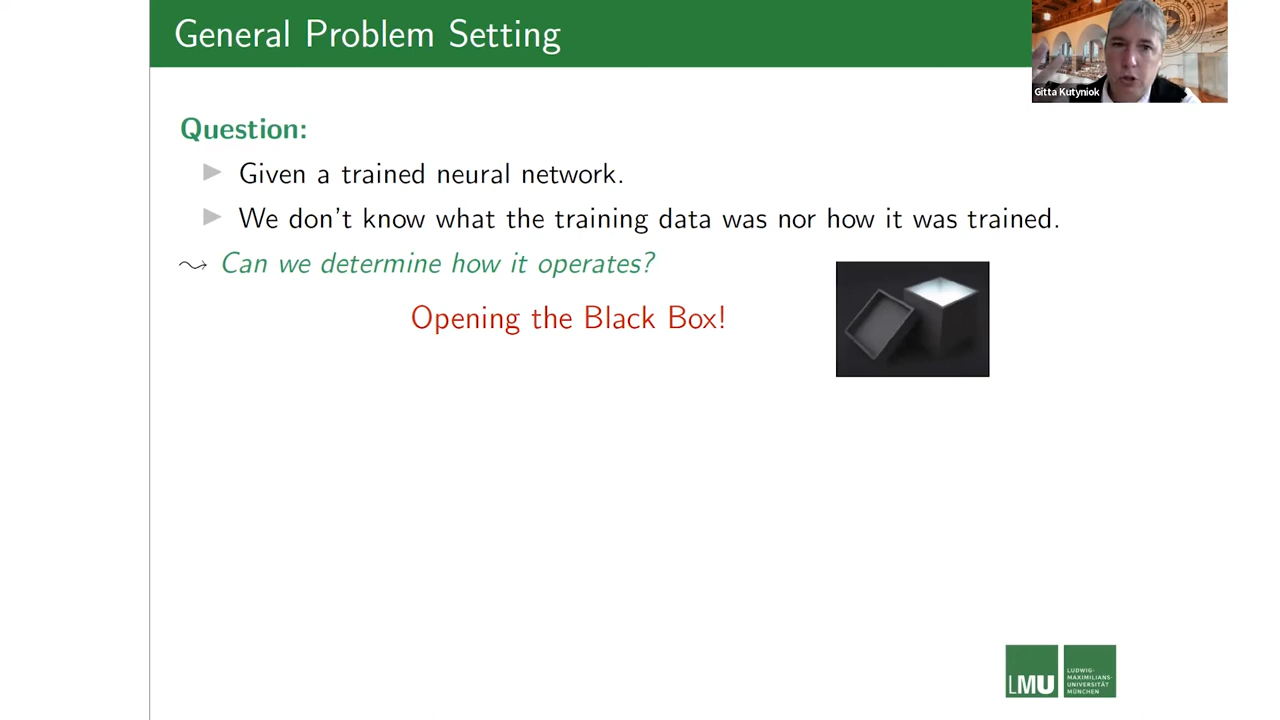 General Problem Setting
Gitta Kutyniok
Question:
Given a trained neural network.
We don't know what the training data was nor how it was trained.
Can we determine how it operates?
Opening the Black Box!
LMU
LUDWIG-
MAXIMILIANS-
UNIVERSITÄT
MÜNCHEN